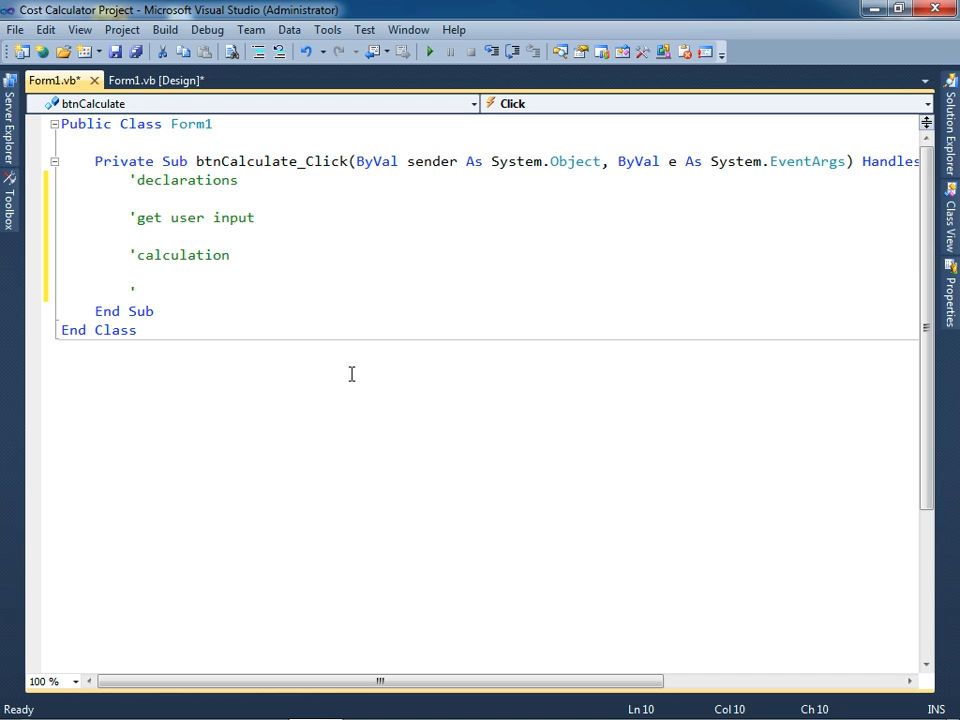 Cost Calculator Project - Microsoft Visual Studio (Administrator)
File Edit View Project Build Debug Team Data Tools Test Window Help
Form1.vb* Form1.vb [Design]*
btnCalculate Click
Public Class Form1
Private Sub btnCalculate_Click(ByVal sender As System.Object, ByVal e As System.EventArgs) Handles
'declarations
'get user input
'calculation
'
End Sub
End Class
Server Explorer
Toolbox
Solution Explorer
Class View
Properties
100 %
Ready Ln 10 Col 10 Ch 10 INS